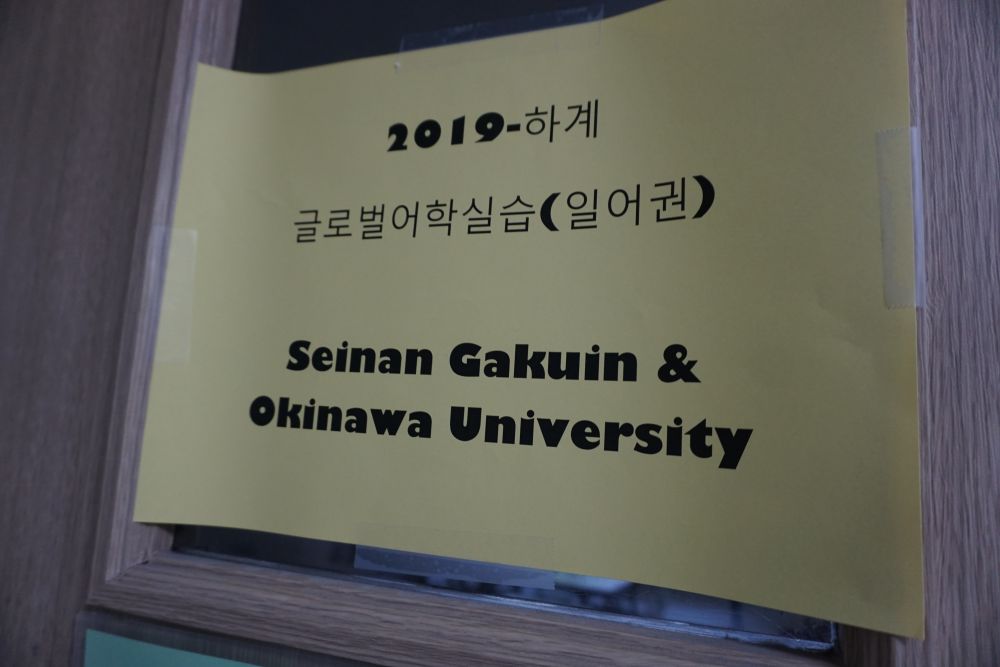 2019-하계
글로벌어학실습(일어권)
Seinan Gakuin &
Okinawa University